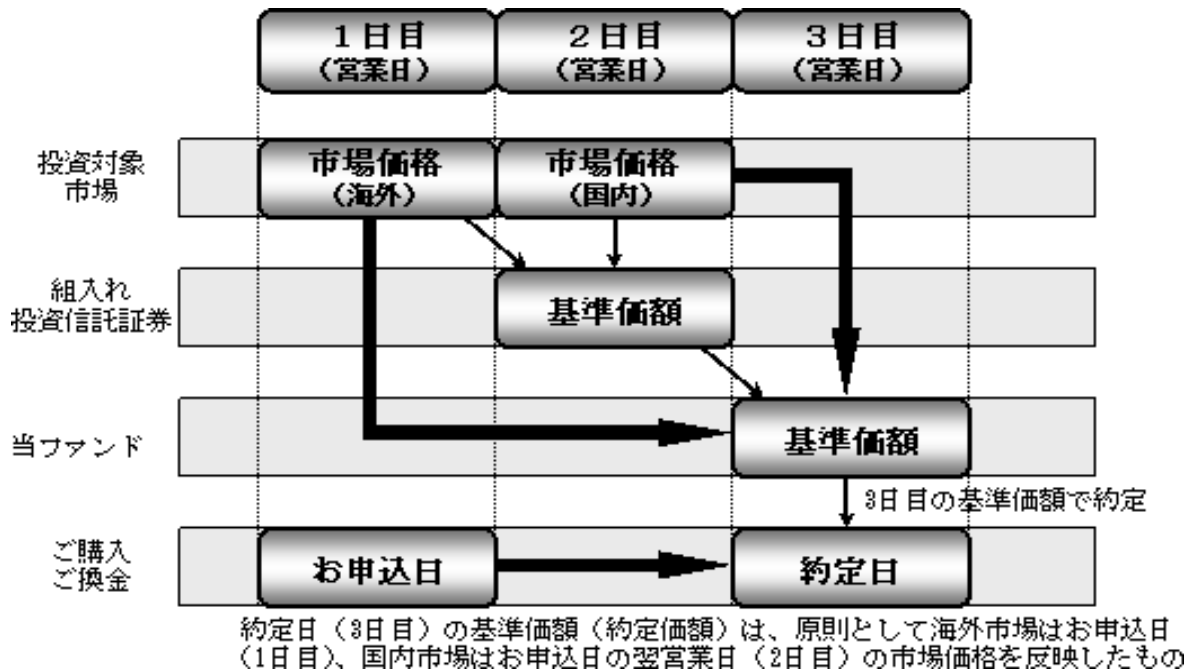 1日目
(営業日)
2日目
(営業日)
3日目
(営業日)
投資対象
市場
市場価格
(海外)
市場価格
(国内)
組入れ
投資信託証券
基準価額
当ファンド
基準価額
3日目の基準価額で約定
ご購入
ご換金
お申込日
約定日
約定日(3日目)の基準価額(約定価額)は、原則として海外市場はお申込日
(1日目)、国内市場はお申込日の翌営業日(2日目)の市場価格を反映したもの